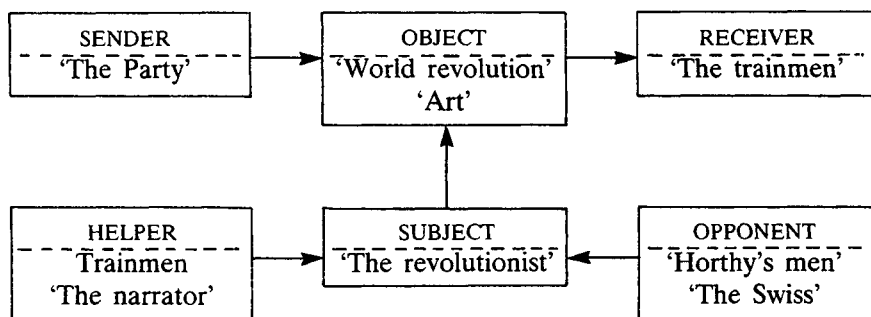 SENDER
'The Party'
OBJECT
'World revolution'
'Art'
RECEIVER
'The trainmen'
HELPER
Trainmen
'The narrator'
SUBJECT
'The revolutionist'
OPPONENT
'Horthy's men'
'The Swiss'